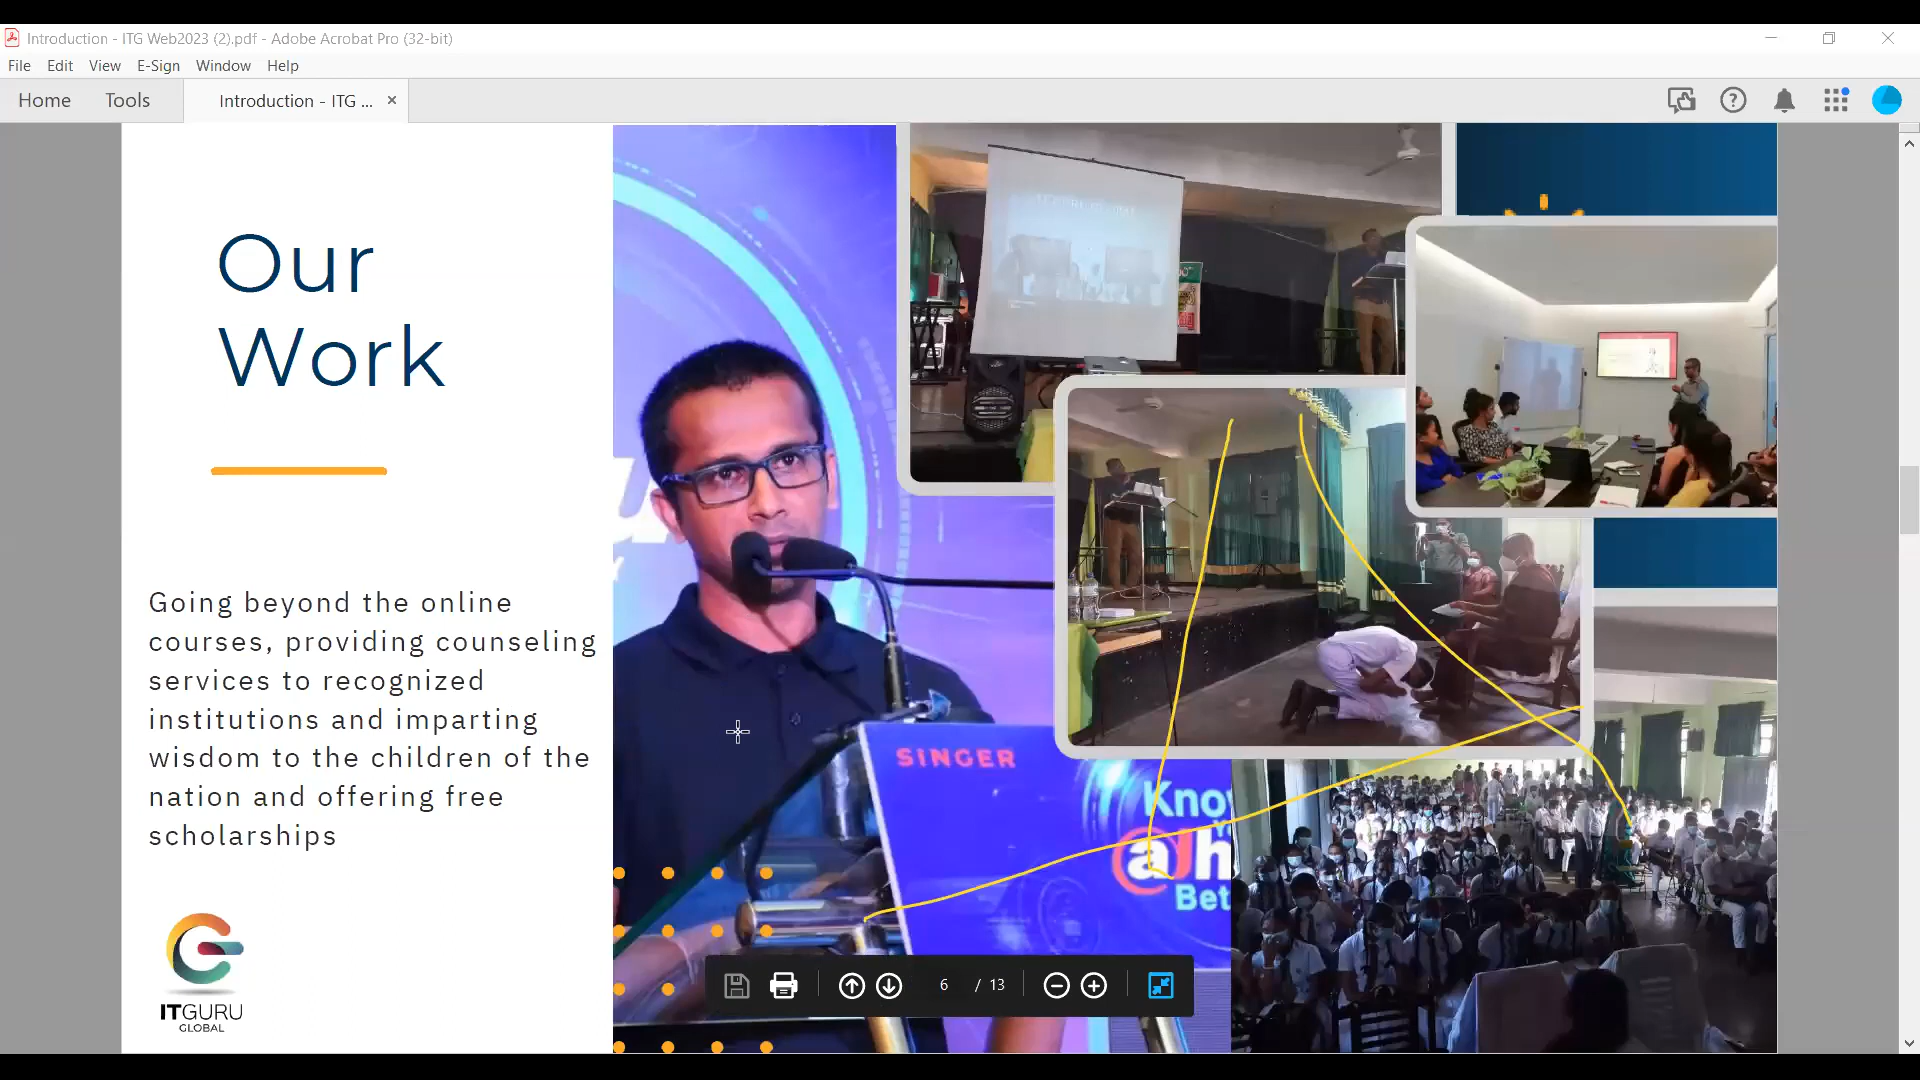 Introduction - ITG Web2023 (2).pdf - Adobe Acrobat Pro (32-bit)
File Edit View E-Sign Window Help
Home Tools Introduction - ITG ...
Our
Work
Going beyond the online
courses, providing counseling
services to recognized
institutions and imparting
wisdom to the children of the
nation and offering free
scholarships
ITGURU
GLOBAL
SINGER
Kno
adh
Bet
6 / 13